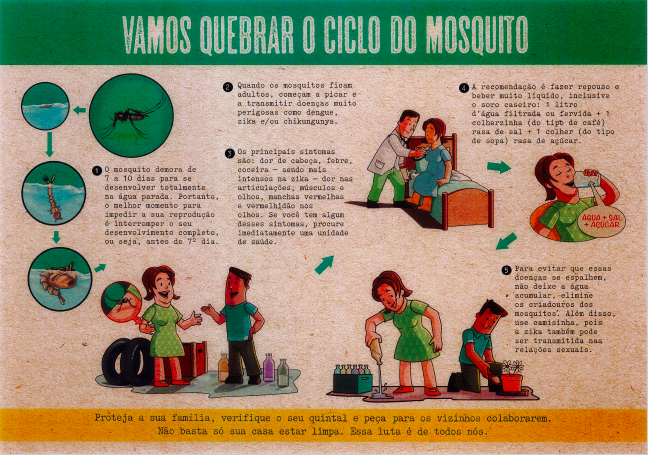 VAMOS QUEBRAR O CICLO DO MOSQUITO
1 O mosquito demora de
7 a 10 dias para se
desenvolver totalmente
na água parada. Portanto,
o melhor momento para
impedir a sua reprodução
é interromper o seu
desenvolvimento completo,
ou seja, antes do 7º dia.
2 Quando os mosquitos ficam
adultos, começam a picar e
a transmitir doenças muito
perigosas como dengue,
zika e/ou chikungunya.
3 Os principais sintomas
são: dor de cabeça, febre,
coceira – sendo mais
intensos na zika – dor nas
articulações, músculos e
olhos, manchas vermelhas
e vermelhidão nos
olhos. Se você tem algum
desses sintomas, procure
imediatamente uma unidade
de saúde.
4 A recomendação é fazer repouso e
beber muito líquido, inclusive
o soro caseiro: 1 litro
d'água filtrada ou fervida + 1
colherzinha (do tipo de café)
rasa de sal + 1 colher (do tipo
de sopa) rasa de açúcar.
ÁGUA + SAL
+ AÇÚCAR
5 Para evitar que essas
doenças se espalhem,
não deixe a água
acumular, elimine
os criadouros dos
mosquitos. Além disso,
use camisinha, pois
a zika também pode
ser transmitida nas
relações sexuais.
Proteja a sua família, verifique o seu quintal e peça para os vizinhos colaborarem.
Não basta só sua casa estar limpa. Essa luta é de todos nós.